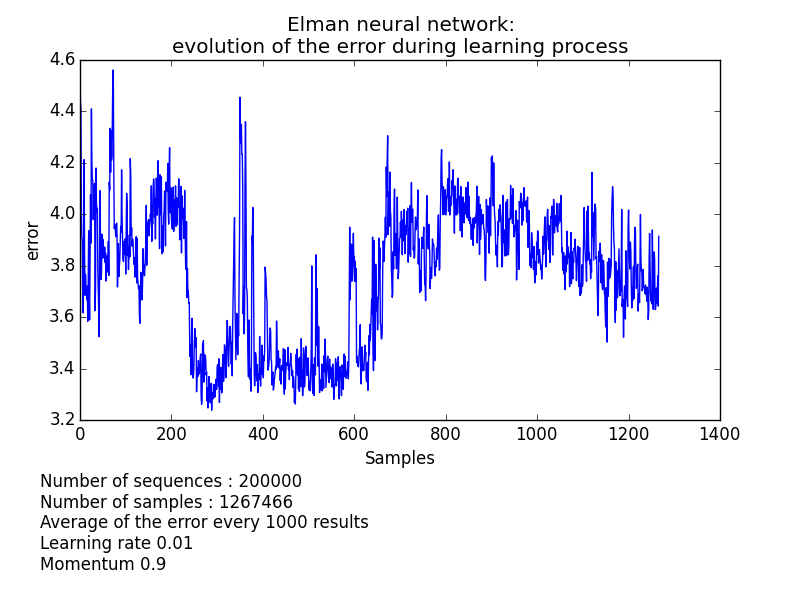 Elman neural network:
evolution of the error during learning process
4.6
4.4
4.2
4.0
3.8
3.6
3.4
3.2
error
0 200 400 600 800 1000 1200 1400
Samples
Number of sequences : 200000
Number of samples : 1267466
Average of the error every 1000 results
Learning rate 0.01
Momentum 0.9